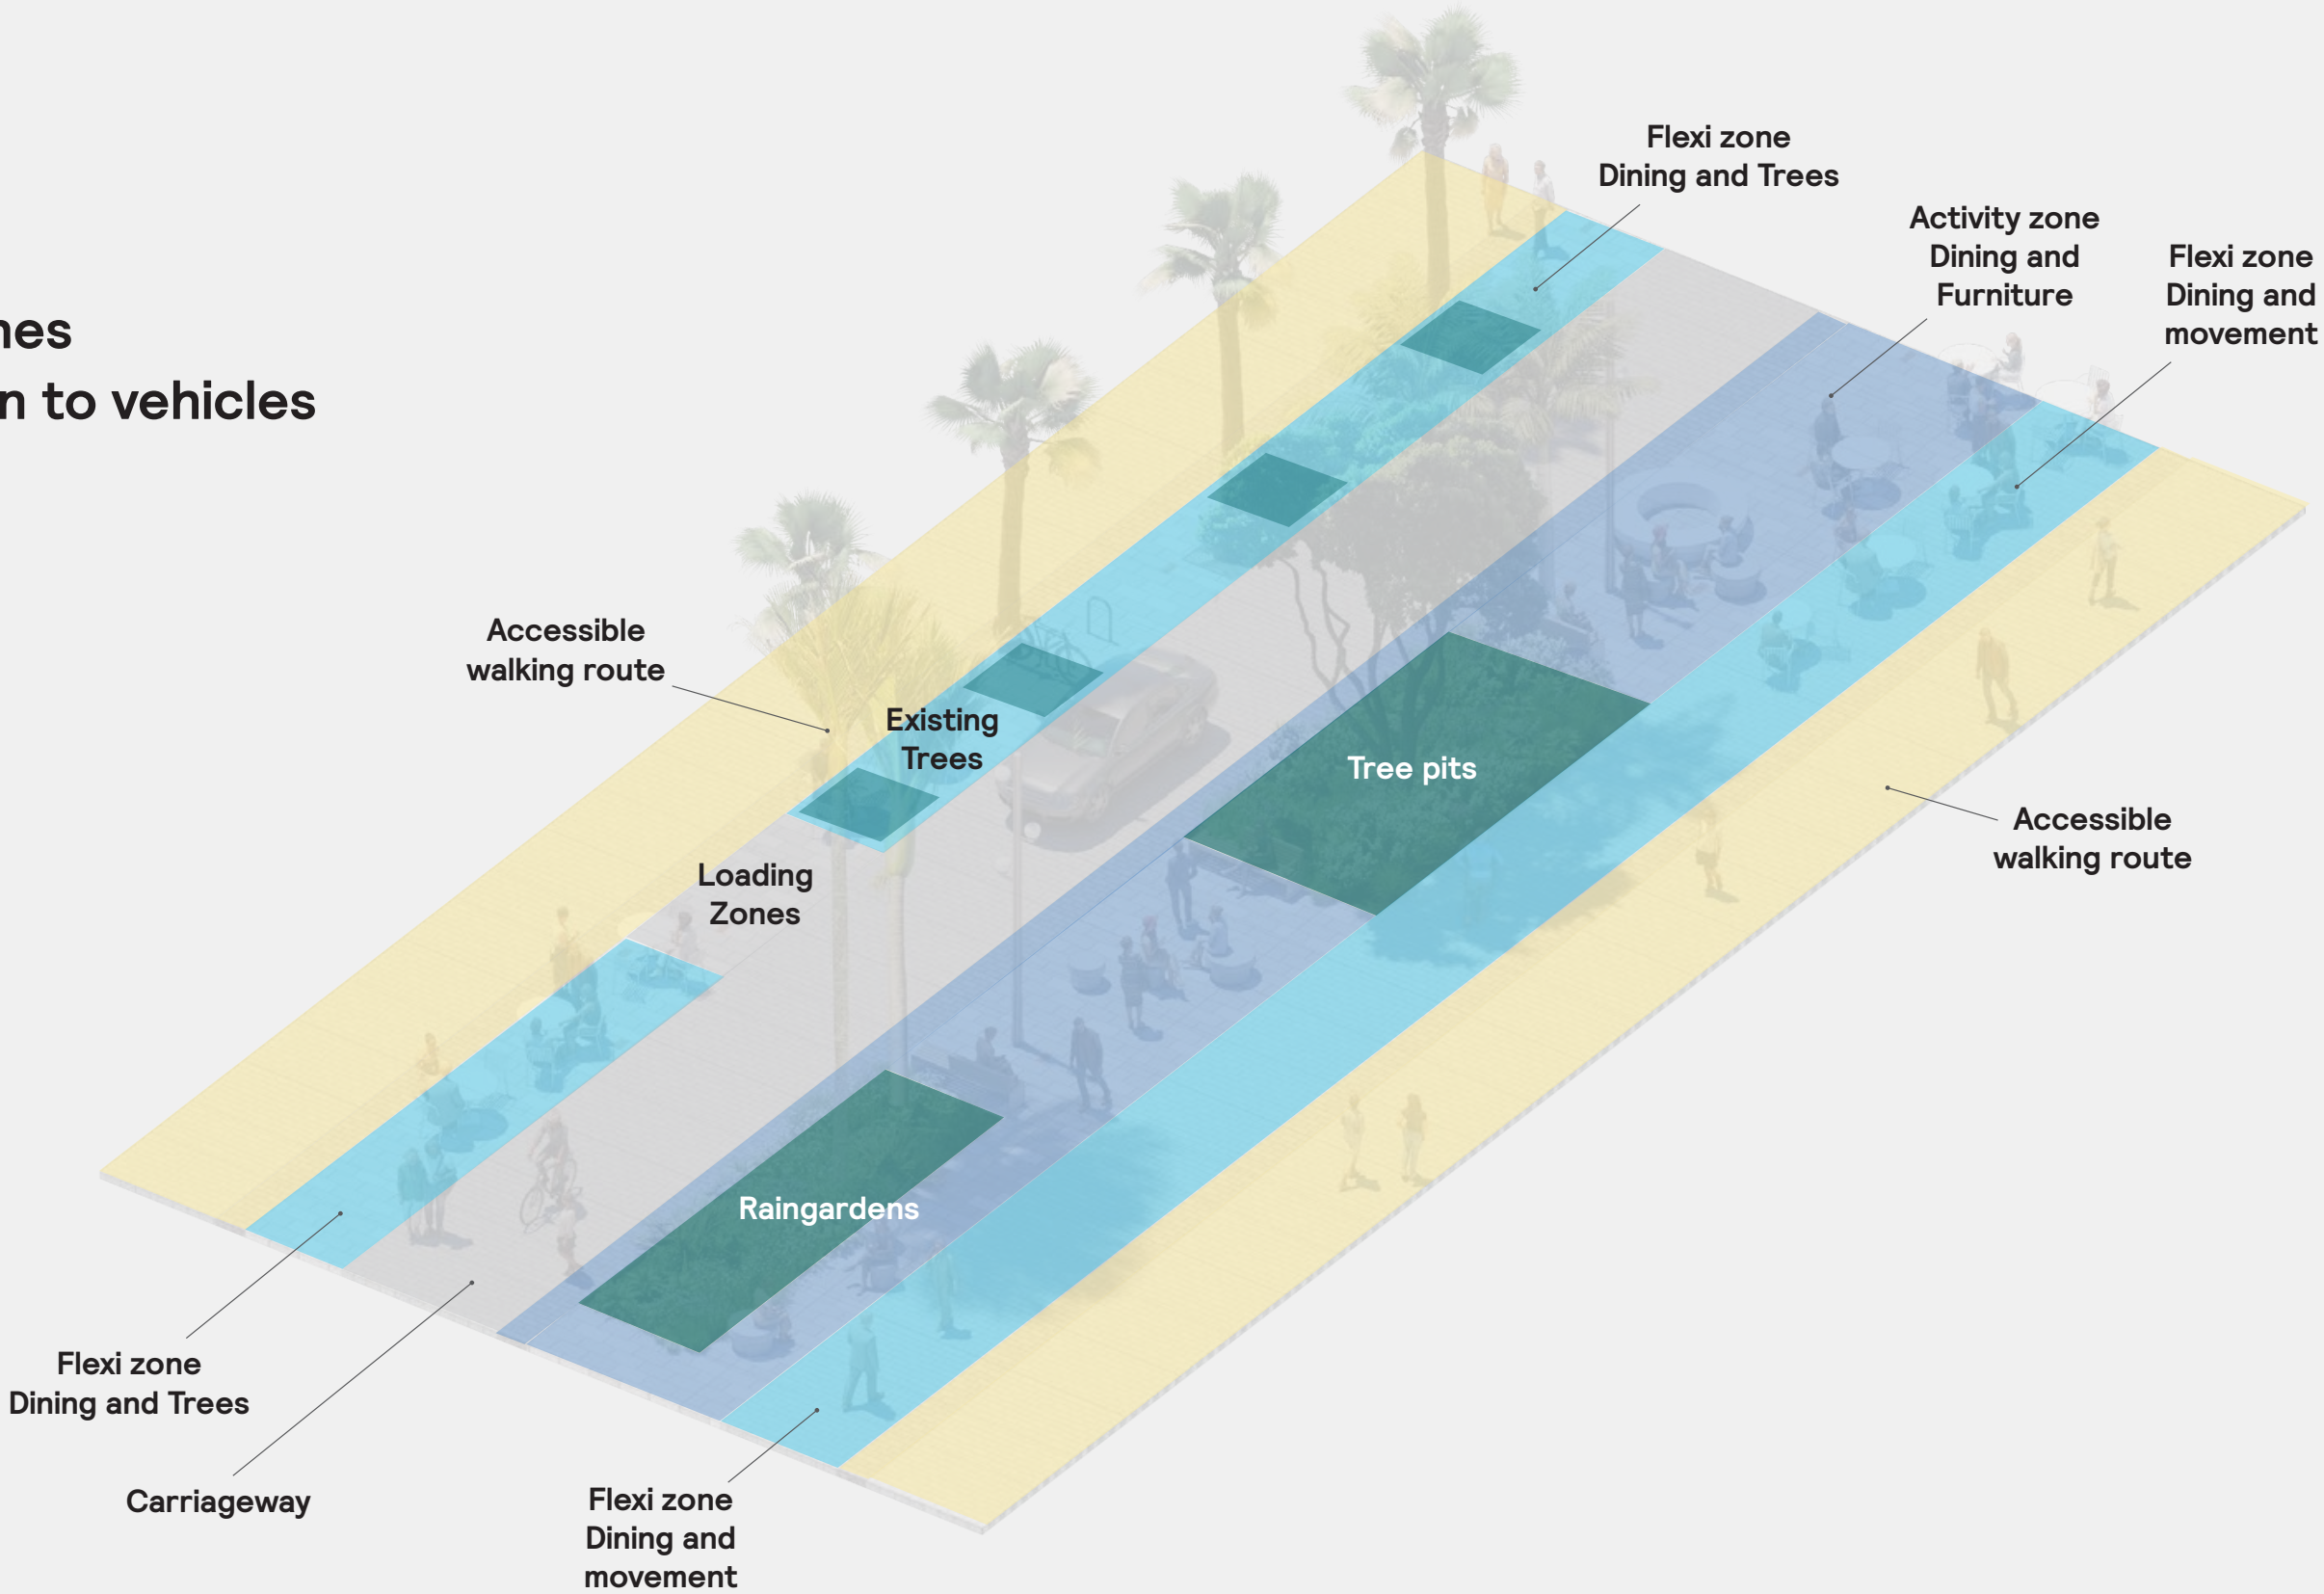 n to vehicles
Flexi zone
Dining and Trees
Activity zone
Dining and
Furniture
Flexi zone
Dining and
movement
Accessible
walking route
Existing
Trees
Tree pits
Accessible
walking route
Loading
Zones
Raingardens
Flexi zone
Dining and Trees
Carriageway
Flexi zone
Dining and
movement